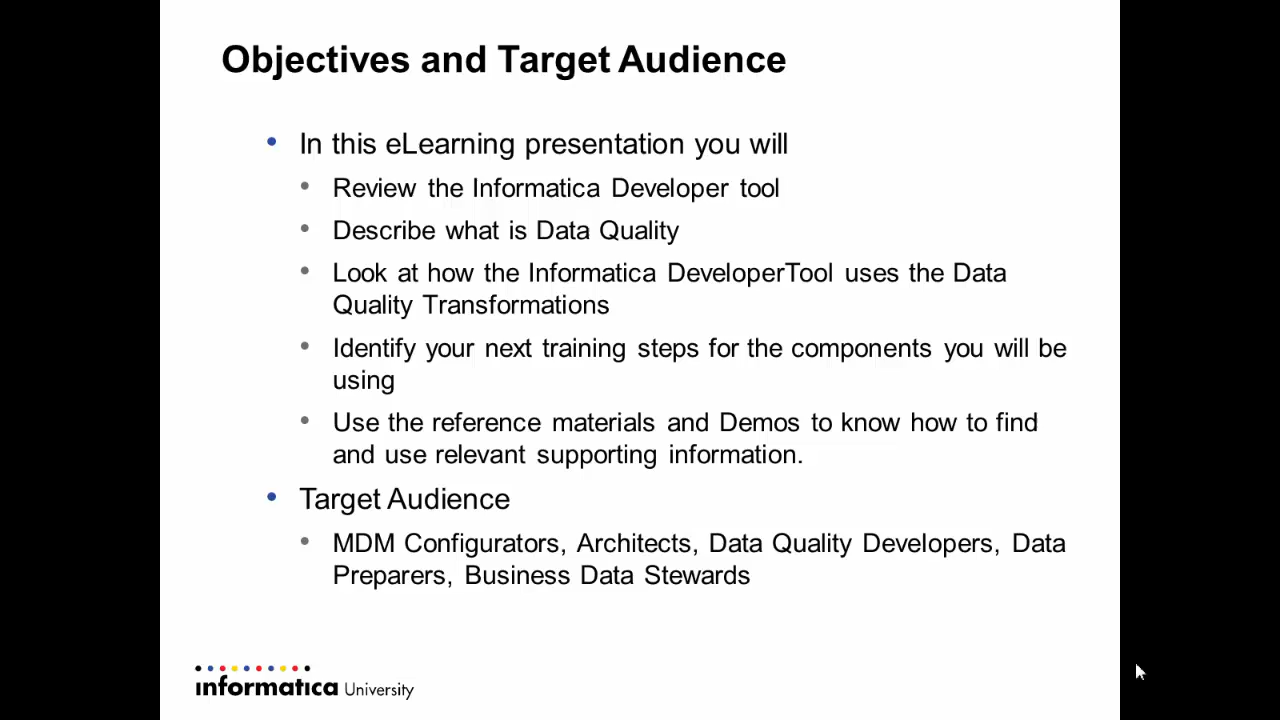 Objectives and Target Audience
• In this eLearning presentation you will
• Review the Informatica Developer tool
• Describe what is Data Quality
• Look at how the Informatica DeveloperTool uses the Data
Quality Transformations
• Identify your next training steps for the components you will be
using
• Use the reference materials and Demos to know how to find
and use relevant supporting information.
• Target Audience
• MDM Configurators, Architects, Data Quality Developers, Data
Preparers, Business Data Stewards
informatica University